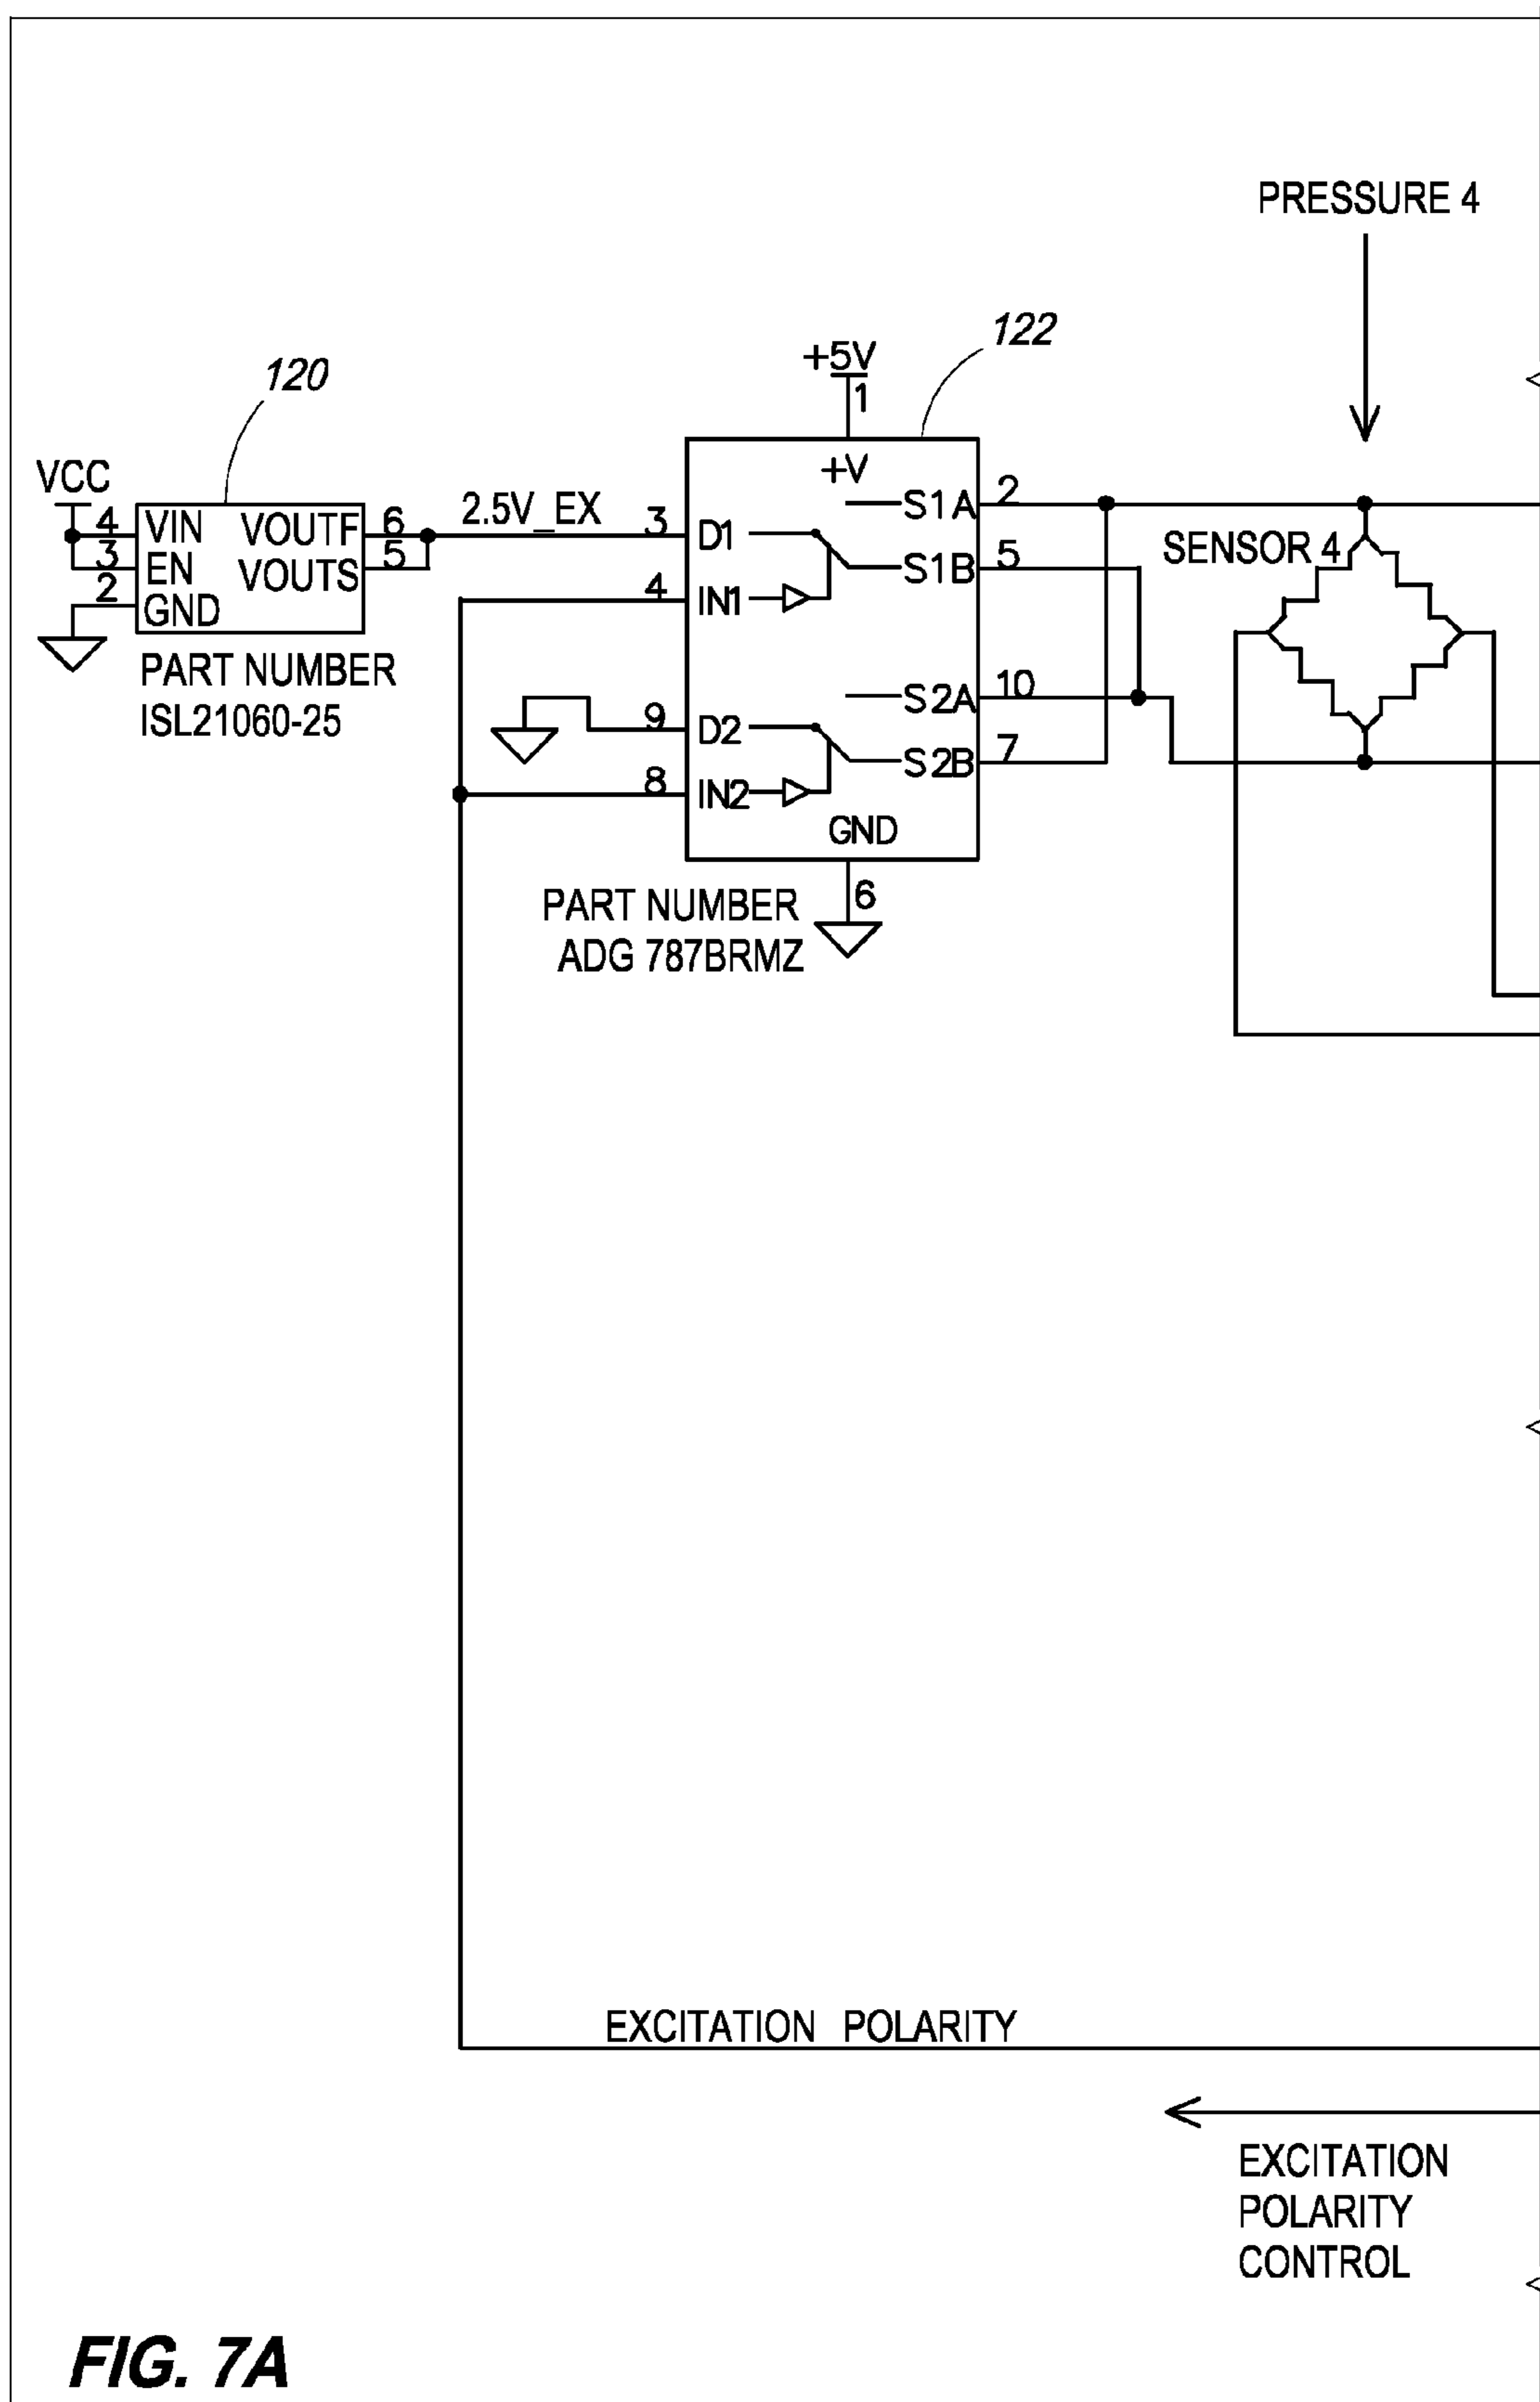 PRESSURE 4
122
+5V
1
120
VCC
4 VIN VOUTF 6
3 EN VOUTS 5
2 GND
PART NUMBER
ISL21060-25
2.5V_EX
+V
3 D1 S1A 2
4 IN1 S1B 5
9 D2 S2A 10
8 IN2 S2B 7
GND
6
PART NUMBER
ADG 787BRMZ
SENSOR 4
EXCITATION POLARITY
EXCITATION
POLARITY
CONTROL
FIG. 7A